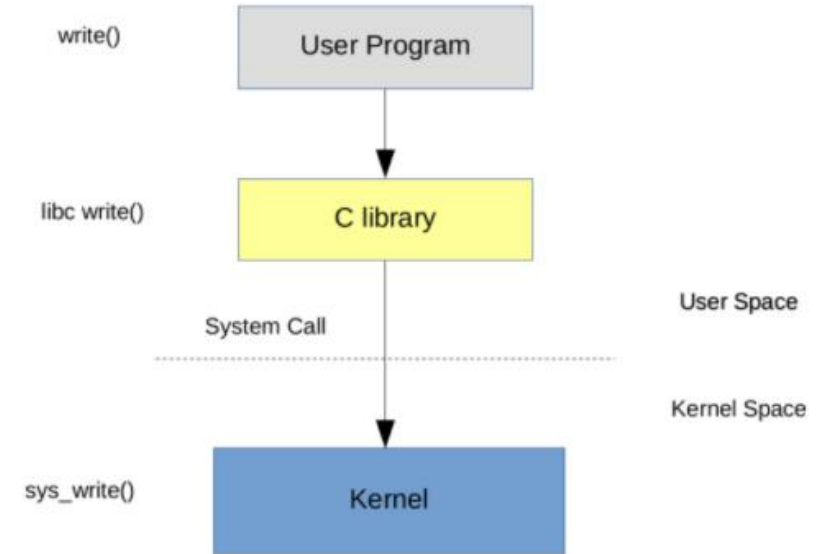 write()
User Program
libc write()
C library
User Space
System Call
Kernel Space
sys_write()
Kernel